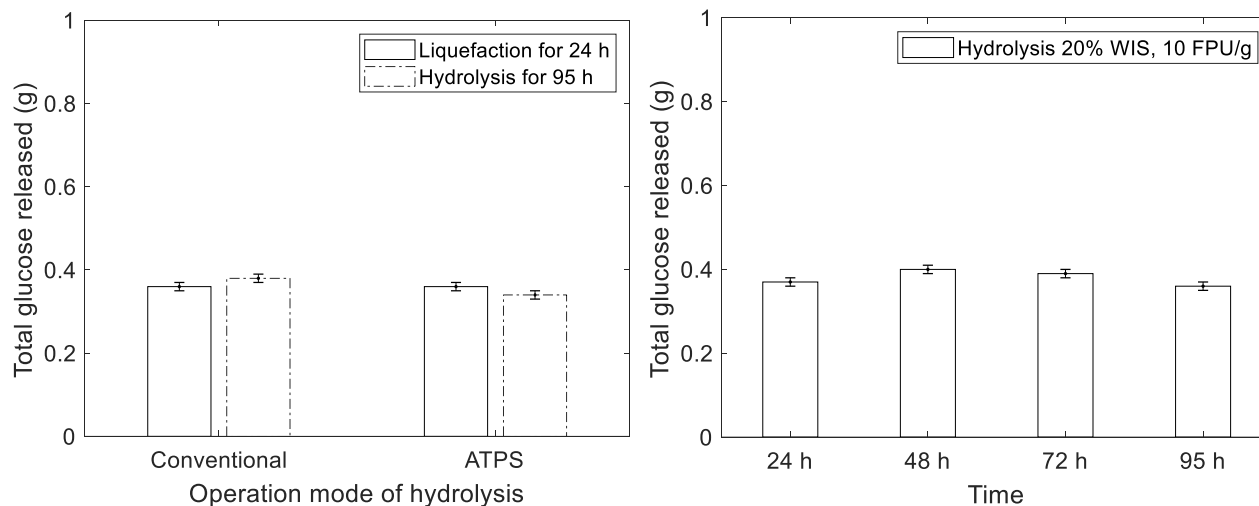 Total glucose released (g)
1
0.8
0.6
0.4
0.2
0
Liquefaction for 24 h
Hydrolysis for 95 h
Conventional
ATPS
Operation mode of hydrolysis
Total glucose released (g)
1
0.8
0.6
0.4
0.2
0
Hydrolysis 20% WIS, 10 FPU/g
24 h
48 h
72 h
95 h
Time